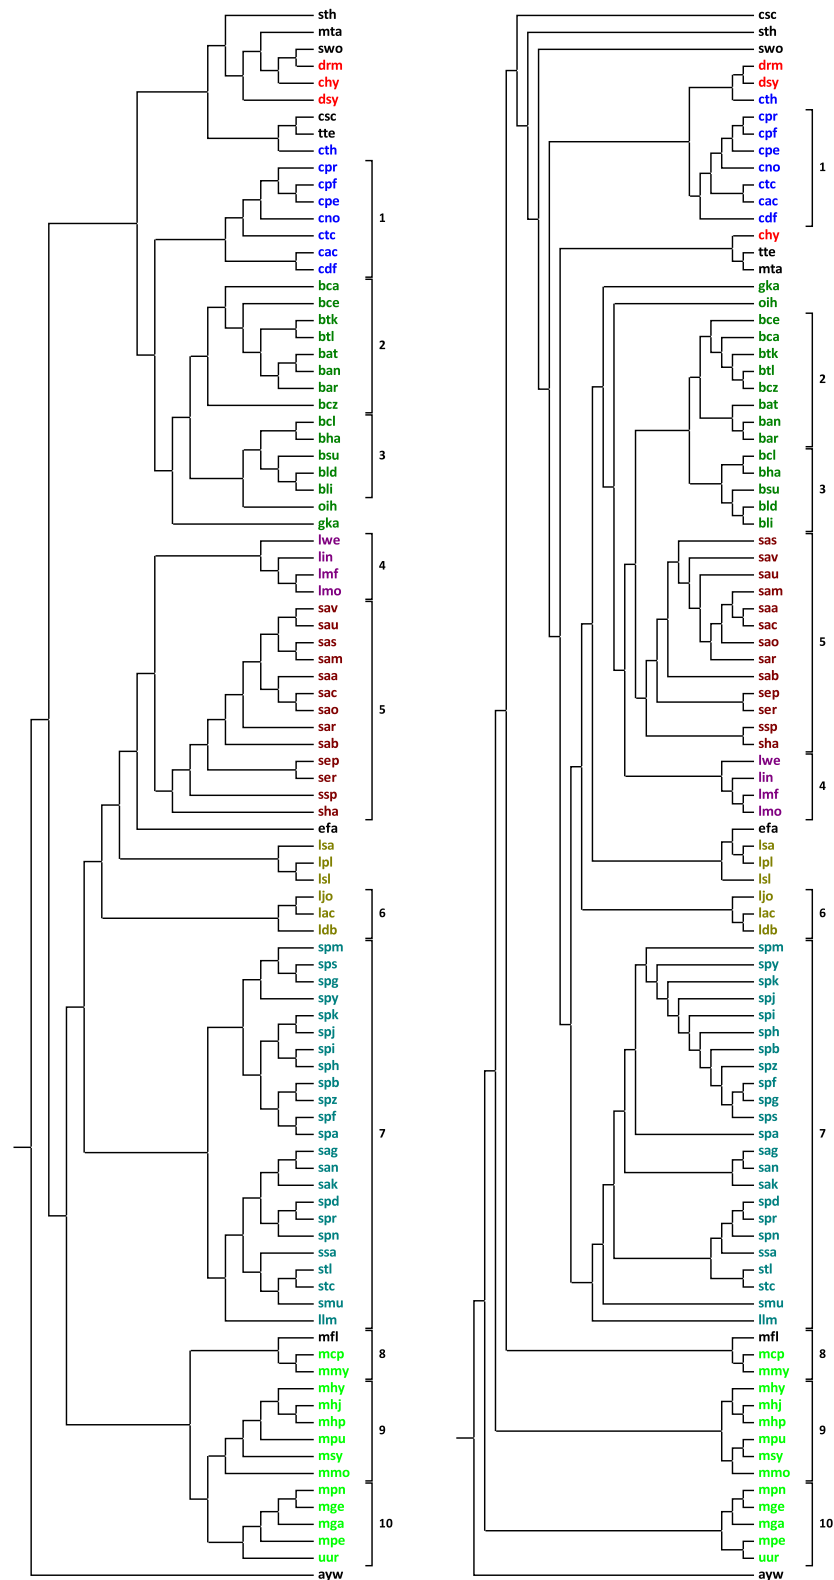 sth
mta
swo
drm
chy
dsy
csc
tte
cth
cpr
cpf
cpe
cno
1
ctc
cac
cdf
bca
bce
btk
btl
2
bat
ban
bar
bcz
bcl
bha
bsu
3
bld
bli
oih
gka
lwe
lin
4
lmf
lmo
sav
sau
sas
sam
saa
sac
sao
5
sar
sab
sep
ser
ssp
sha
efa
lsa
lpl
lsl
ljo
lac
6
ldb
spm
sps
spg
spy
spk
spj
spi
sph
spb
spz
spf
spa
7
sag
san
sak
spd
spr
spn
ssa
stl
stc
smu
llm
mfl
mcp
8
mmy
mhy
mhj
mhp
9
mpu
msy
mmo
mpn
mge
mga
10
mpe
uur
ayw
csc
sth
swo
drm
dsy
cth
cpr
cpf
cpe
cno
1
ctc
cac
cdf
chy
tte
mta
gka
oih
bce
bca
btk
btl
2
bcz
bat
ban
bar
bcl
bha
bsu
3
bld
bli
sas
sav
sau
sam
saa
sac
sao
5
sar
sab
sep
ser
ssp
sha
lwe
lin
4
lmf
lmo
efa
lsa
lpl
lsl
ljo
lac
6
ldb
spm
spy
spk
spj
spi
sph
spb
spz
spf
spg
sps
spa
7
sag
san
sak
spd
spr
spn
ssa
stl
stc
smu
llm
mfl
mcp
8
mmy
mhy
mhj
mhp
9
mpu
msy
mmo
mpn
mge
mga
10
mpe
uur
ayw